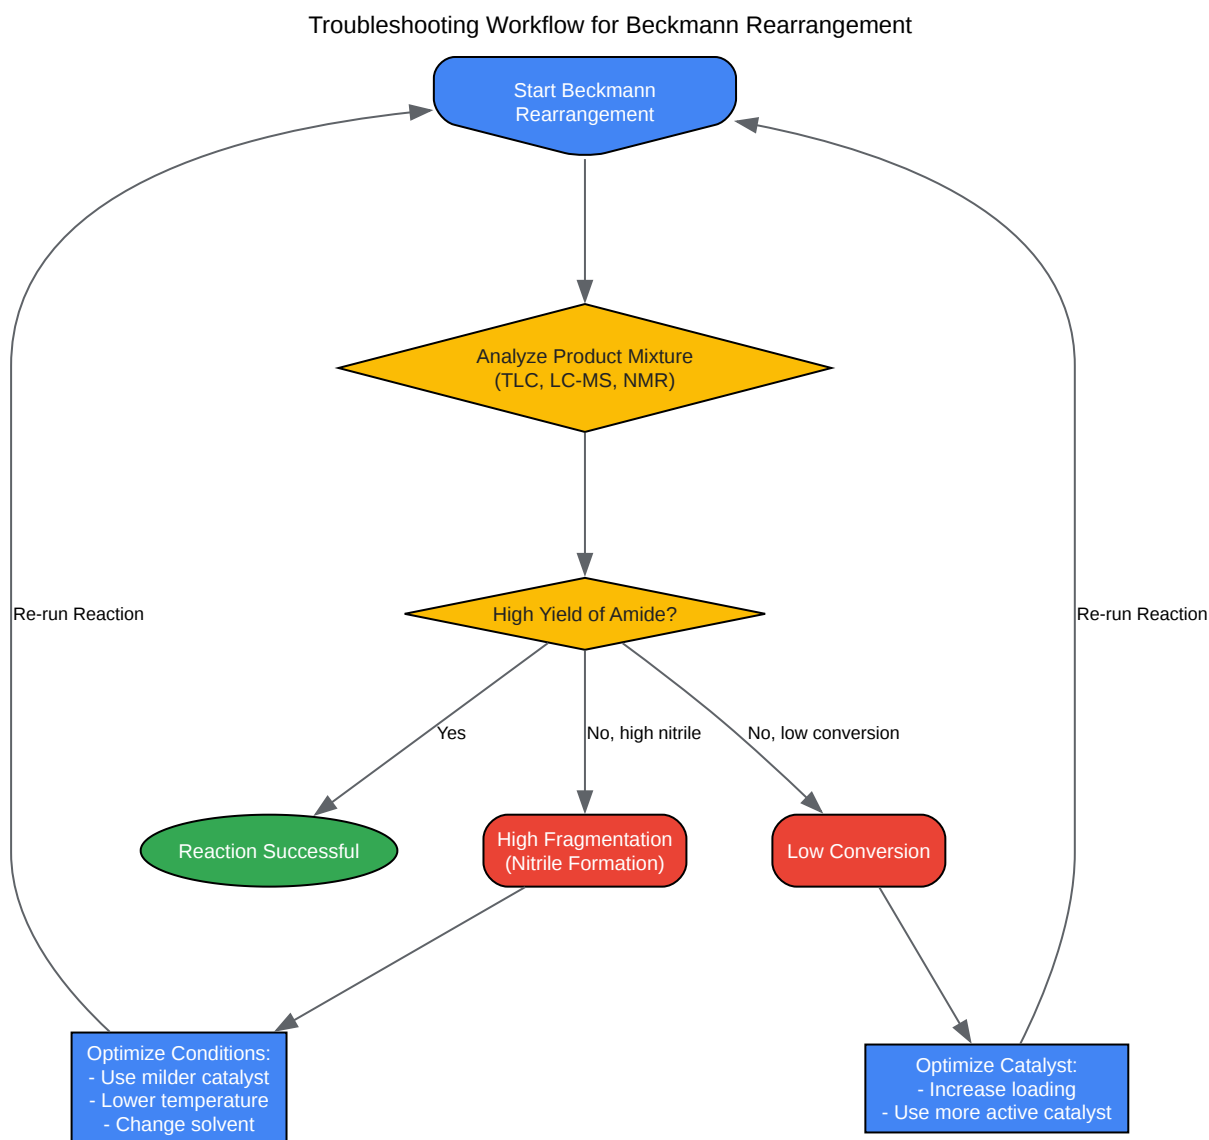 Troubleshooting Workflow for Beckmann Rearrangement
Start Beckmann
Rearrangement
Analyze Product Mixture
(TLC, LC-MS, NMR)
Re-run Reaction
High Yield of Amide?
Re-run Reaction
Yes
No, high nitrile
No, low conversion
Reaction Successful
High Fragmentation
(Nitrile Formation)
Low Conversion
Optimize Conditions:
- Use milder catalyst
- Lower temperature
- Change solvent
Optimize Catalyst:
- Increase loading
- Use more active catalyst